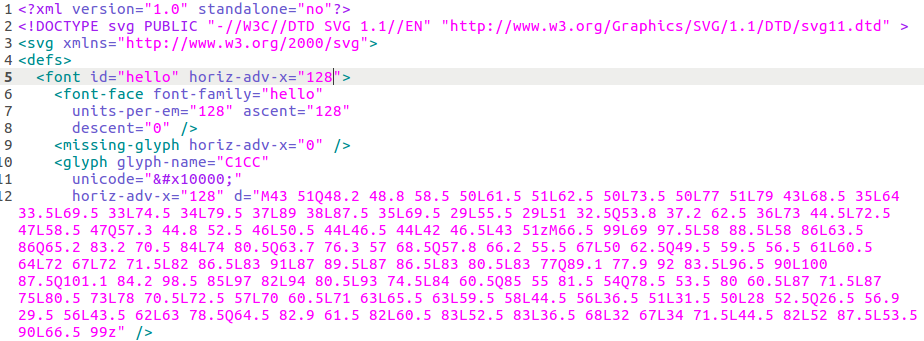 1 <?xml version="1.0" standalone="no"?>
2 <!DOCTYPE svg PUBLIC "-//W3C//DTD SVG 1.1//EN" "http://www.w3.org/Graphics/SVG/1.1/DTD/svg11.dtd" >
3 <svg xmlns="http://www.w3.org/2000/svg">
4 <defs>
5   <font id="hello" horiz-adv-x="128">
6     <font-face font-family="hello"
7       units-per-em="128" ascent="128"
8       descent="0" />
9     <missing-glyph horiz-adv-x="0" />
10     <glyph glyph-name="C1CC"
11       unicode="&#x10000;"
12       horiz-adv-x="128" d="M43 51Q48.2 48.8 58.5 50L61.5 51L62.5 50L73.5 50L77 51L79 43L68.5 35L64
33.5L69.5 33L74.5 34L79.5 37L89 38L87.5 35L69.5 29L55.5 29L51 32.5Q53.8 37.2 62.5 36L73 44.5L72.5
47L58.5 47Q57.3 44.8 52.5 46L50.5 44L46.5 44L42 46.5L43 51zM66.5 99L69 97.5L58 88.5L58 86L63.5
86Q65.2 83.2 70.5 84L74 80.5Q63.7 76.3 57 68.5Q57.8 66.2 55.5 67L50 62.5Q49.5 59.5 56.5 61L60.5
64L72 67L72 71.5L82 86.5L83 91L87 89.5L87 86.5L83 80.5L83 77Q89.1 77.9 92 83.5L96.5 90L100
87.5Q101.1 84.2 98.5 85L97 82L94 80.5L93 74.5L84 60.5Q85 55 81.5 54Q78.5 53.5 80 60.5L87 71.5L87
75L80.5 73L78 70.5L72.5 57L70 60.5L71 63L65.5 63L59.5 58L44.5 56L36.5 51L31.5 50L28 52.5Q26.5 56.9
29.5 56L43.5 62L63 78.5Q64.5 82.9 61.5 82L60.5 83L52.5 83L36.5 68L32 67L34 71.5L44.5 82L52 87.5L53.5
90L66.5 99z" />